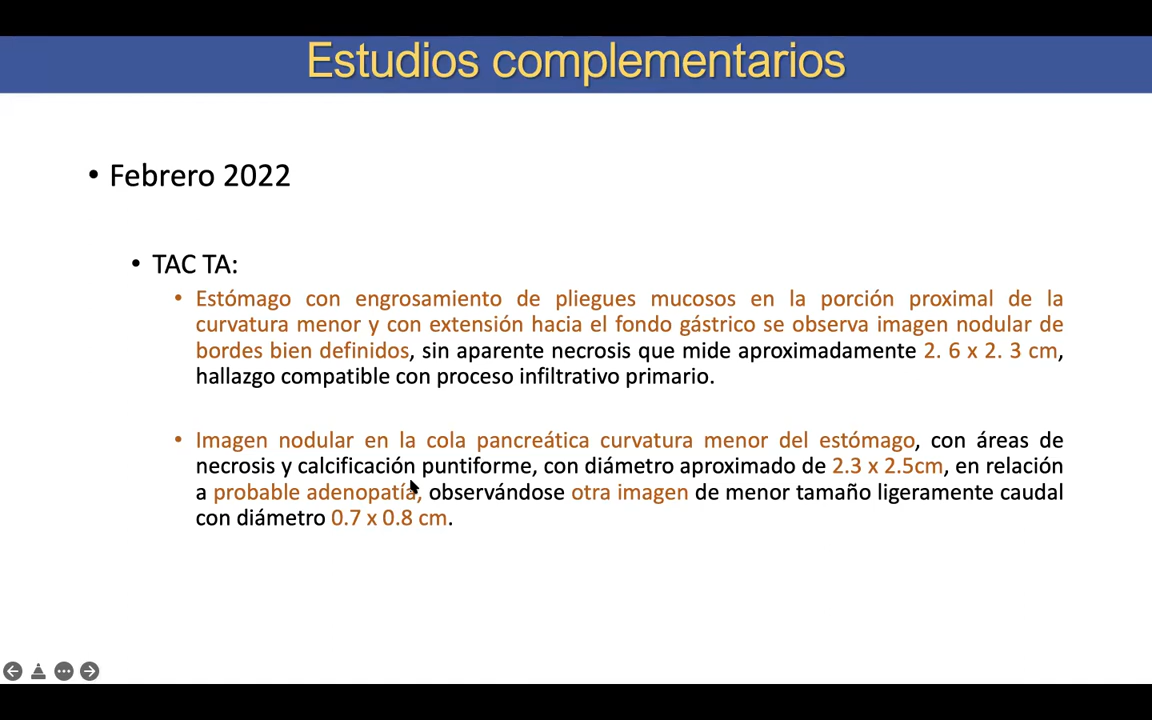 Estudios complementarios
• Febrero 2022
• TAC TA:
• Estómago con engrosamiento de pliegues mucosos en la porción proximal de la
curvatura menor y con extensión hacia el fondo gástrico se observa imagen nodular de
bordes bien definidos, sin aparente necrosis que mide aproximadamente 2. 6 x 2. 3 cm,
hallazgo compatible con proceso infiltrativo primario.
• Imagen nodular en la cola pancreática curvatura menor del estómago, con áreas de
necrosis y calcificación puntiforme, con diámetro aproximado de 2.3 x 2.5cm, en relación
a probable adenopatía, observándose otra imagen de menor tamaño ligeramente caudal
con diámetro 0.7 x 0.8 cm.